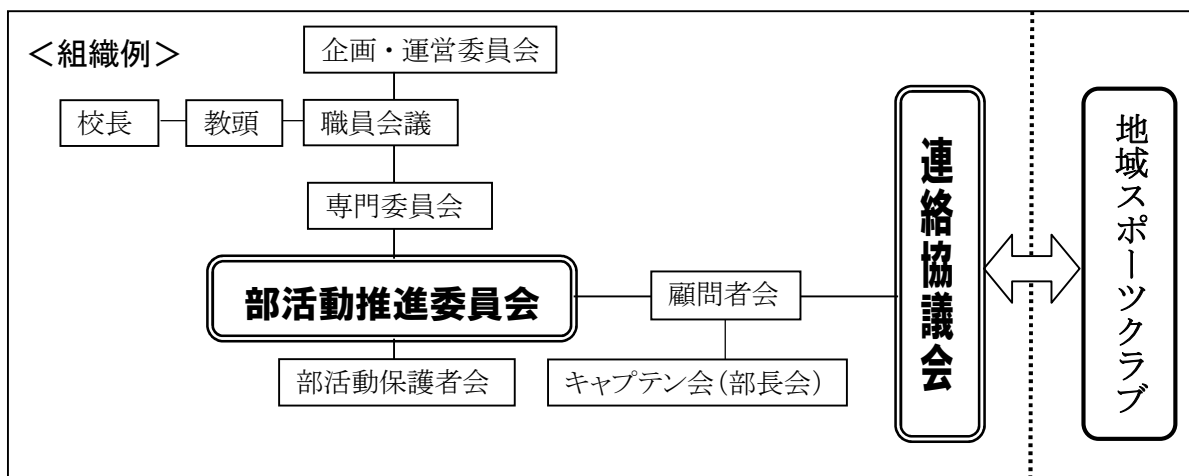 <組織例>
企画・運営委員会
校長
教頭
職員会議
専門委員会
部活動推進委員会
顧問者会
部活動保護者会
キャプテン会(部長会)
連絡協議会
地域スポーツクラブ